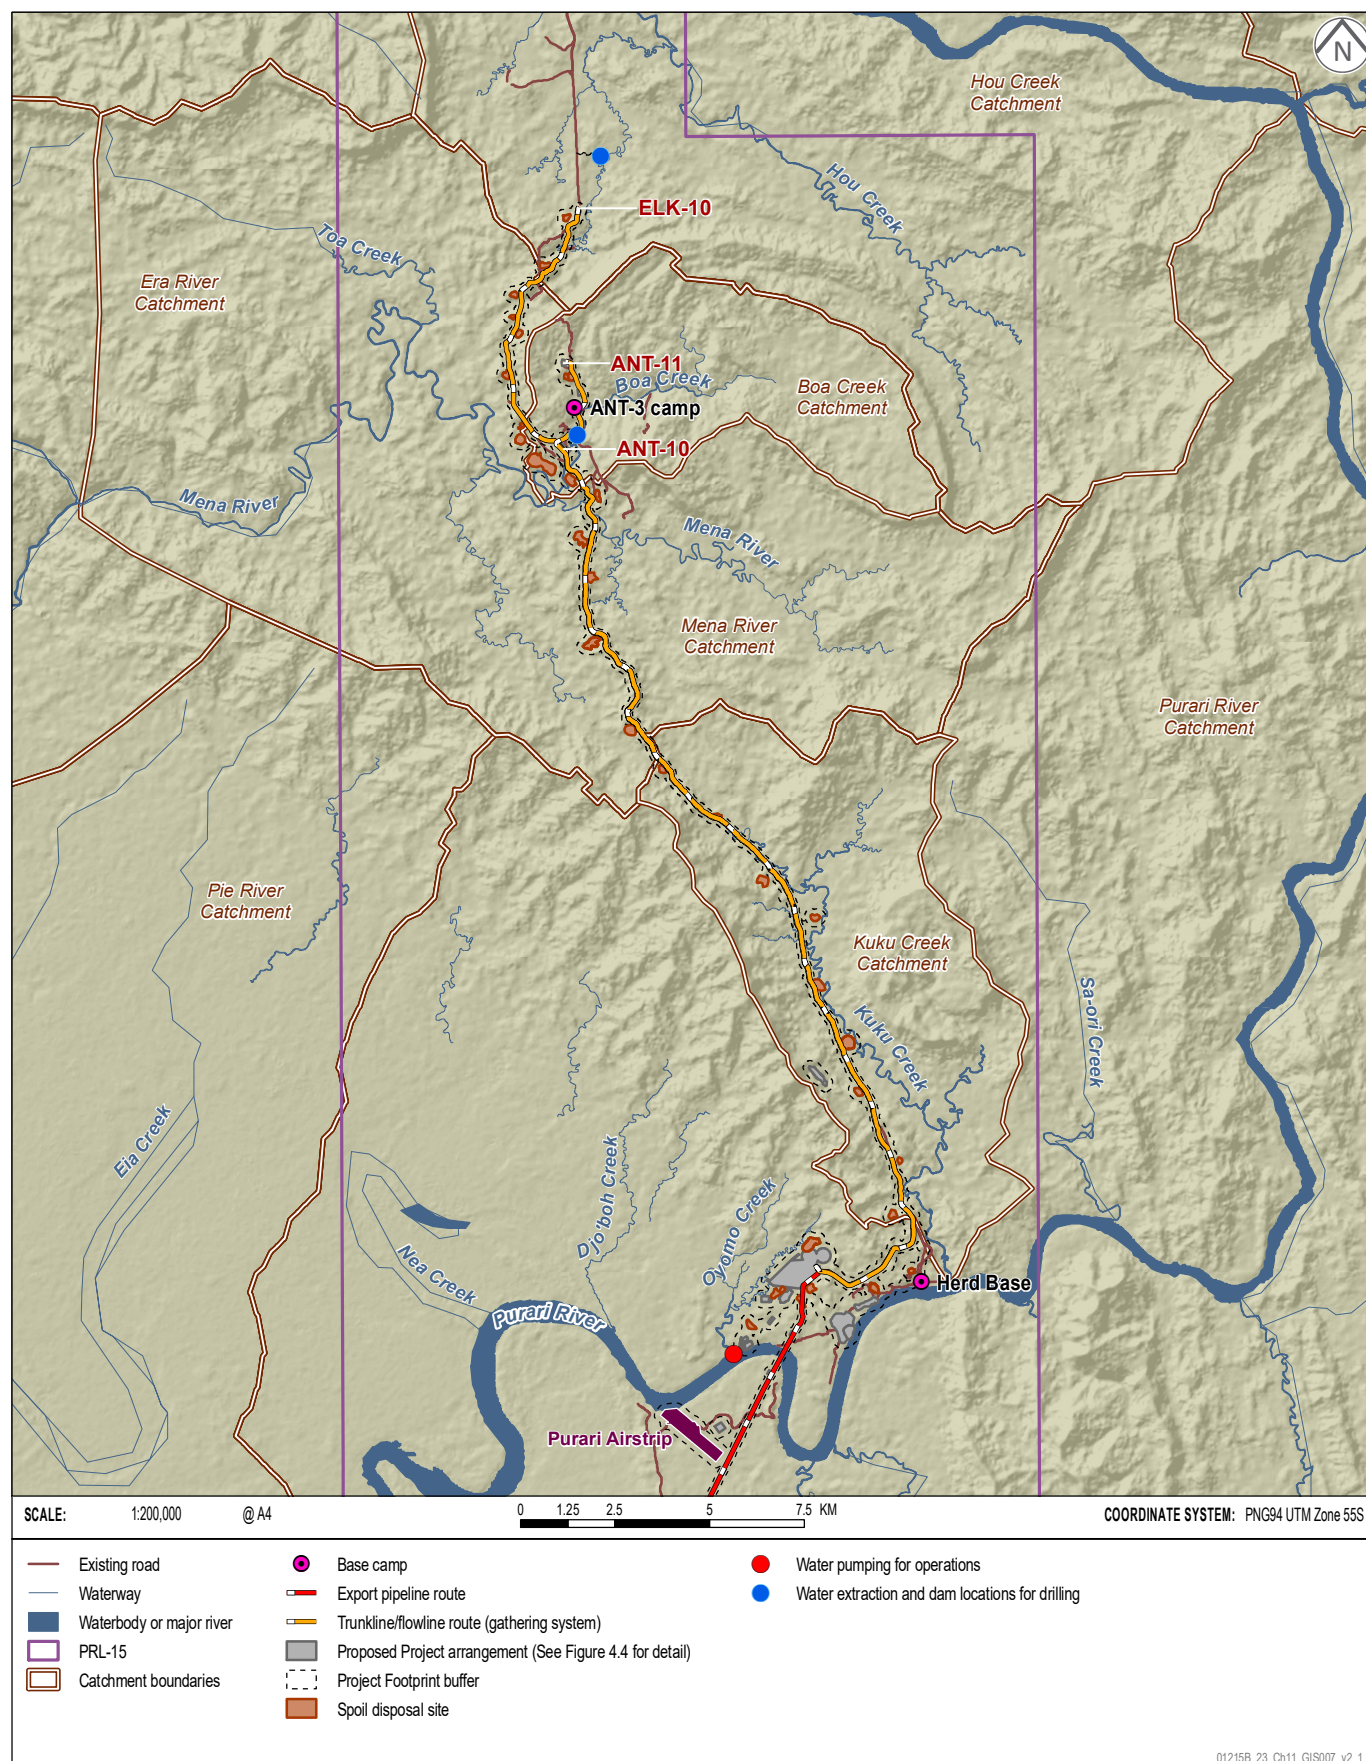 N
Hou Creek
Catchment
Hou Creek
ELK-10
Toa Creek
Era River
Catchment
ANT-11
Boa Creek
Boa Creek
Catchment
ANT-3 camp
ANT-10
Mena River
Mena River
Mena River
Catchment
Purari River
Catchment
Pie River
Catchment
Kuku Creek
Catchment
Sa-ori Creek
Kuku Creek
Eia Creek
Djo'boh Creek
Oyomo Creek
Nea Creek
Herd Base
Purari River
Purari Airstrip
SCALE: 1:200,000 @ A4
0 1.25 2.5 5 7.5 KM
COORDINATE SYSTEM: PNG94 UTM Zone 55S
Existing road
Waterway
Waterbody or major river
PRL-15
Catchment boundaries
Base camp
Export pipeline route
Trunkline/flowline route (gathering system)
Proposed Project arrangement (See Figure 4.4 for detail)
Project Footprint buffer
Spoil disposal site
Water pumping for operations
Water extraction and dam locations for drilling
01215B_23_Ch11_GIS007_v2_1